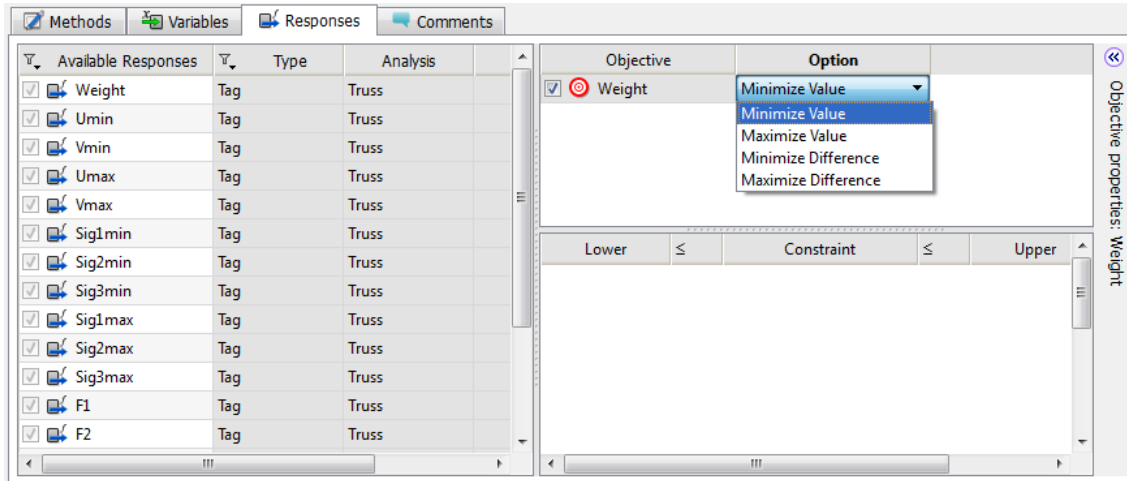 Methods Variables Responses Comments
Available Responses Type Analysis
Weight Tag Truss
Umin Tag Truss
Vmin Tag Truss
Umax Tag Truss
Vmax Tag Truss
Sig1min Tag Truss
Sig2min Tag Truss
Sig3min Tag Truss
Sig1max Tag Truss
Sig2max Tag Truss
Sig3max Tag Truss
F1 Tag Truss
F2 Tag Truss
Objective Option
Weight Minimize Value
Minimize Value
Maximize Value
Minimize Difference
Maximize Difference
Lower ≤ Constraint ≤ Upper
Objective properties: Weight